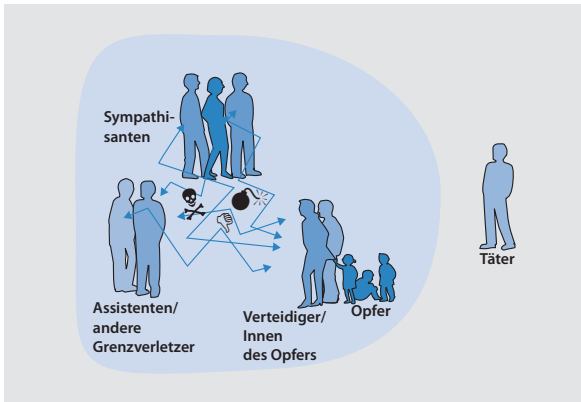 Sympathi-
santen
Assistenten/
andere
Grenzverletzer
Verteidiger/
Innen
des Opfers
Opfer
Täter